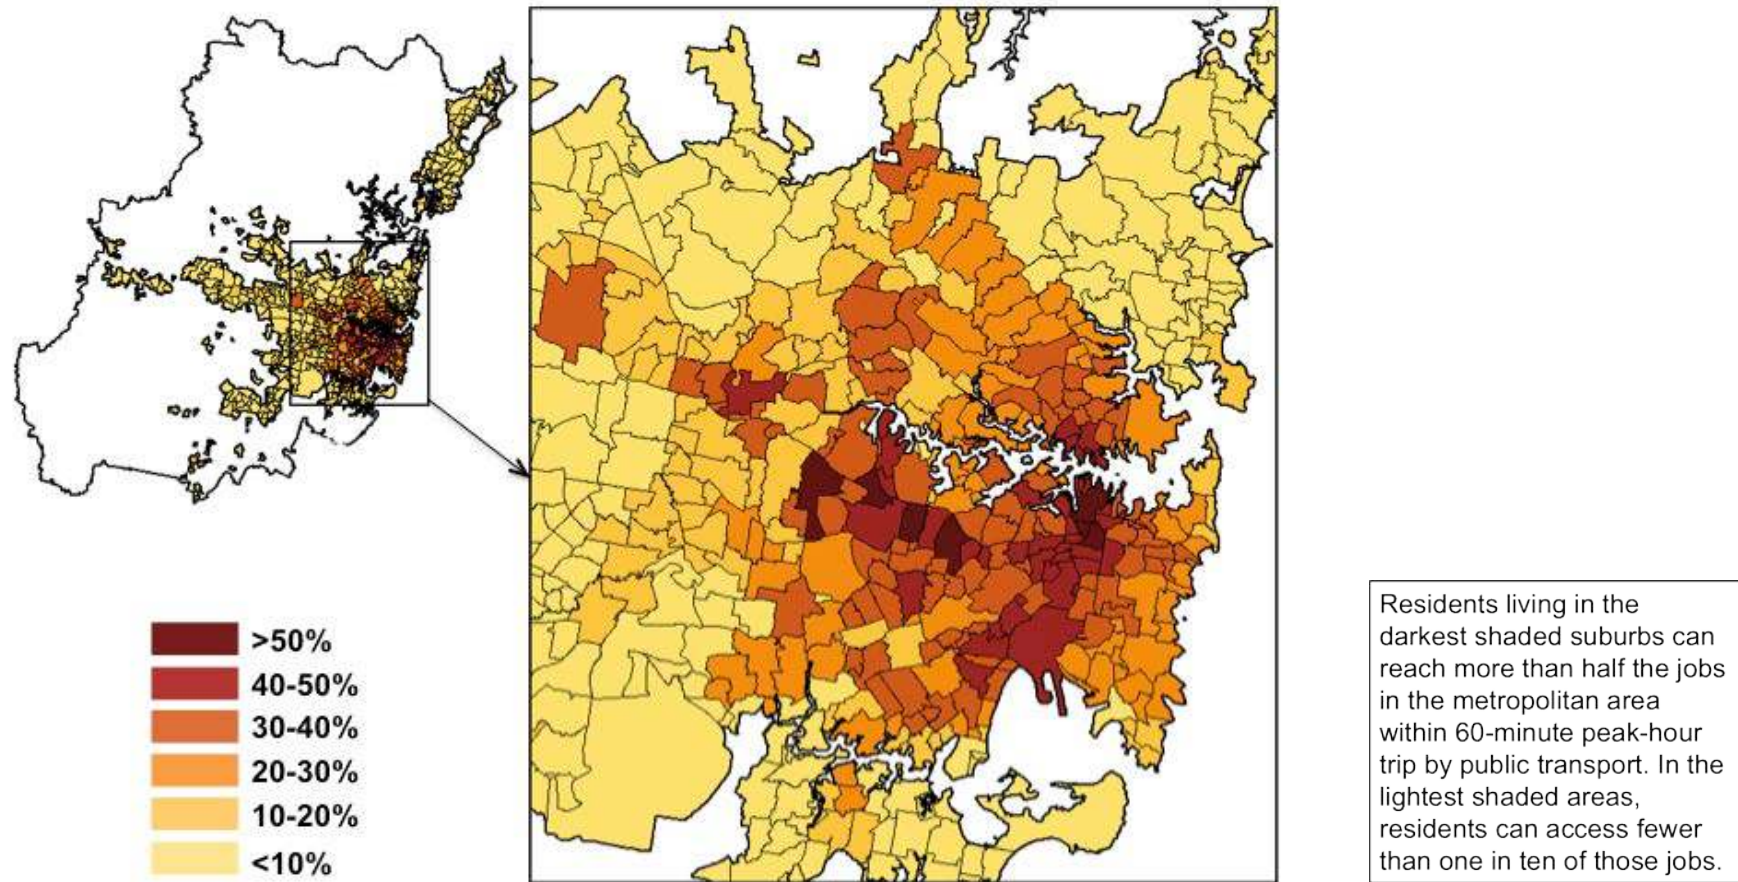 >50%
40-50%
30-40%
20-30%
10-20%
<10%
Residents living in the
darkest shaded suburbs can
reach more than half the jobs
in the metropolitan area
within 60-minute peak-hour
trip by public transport. In the
lightest shaded areas,
residents can access fewer
than one in ten of those jobs.